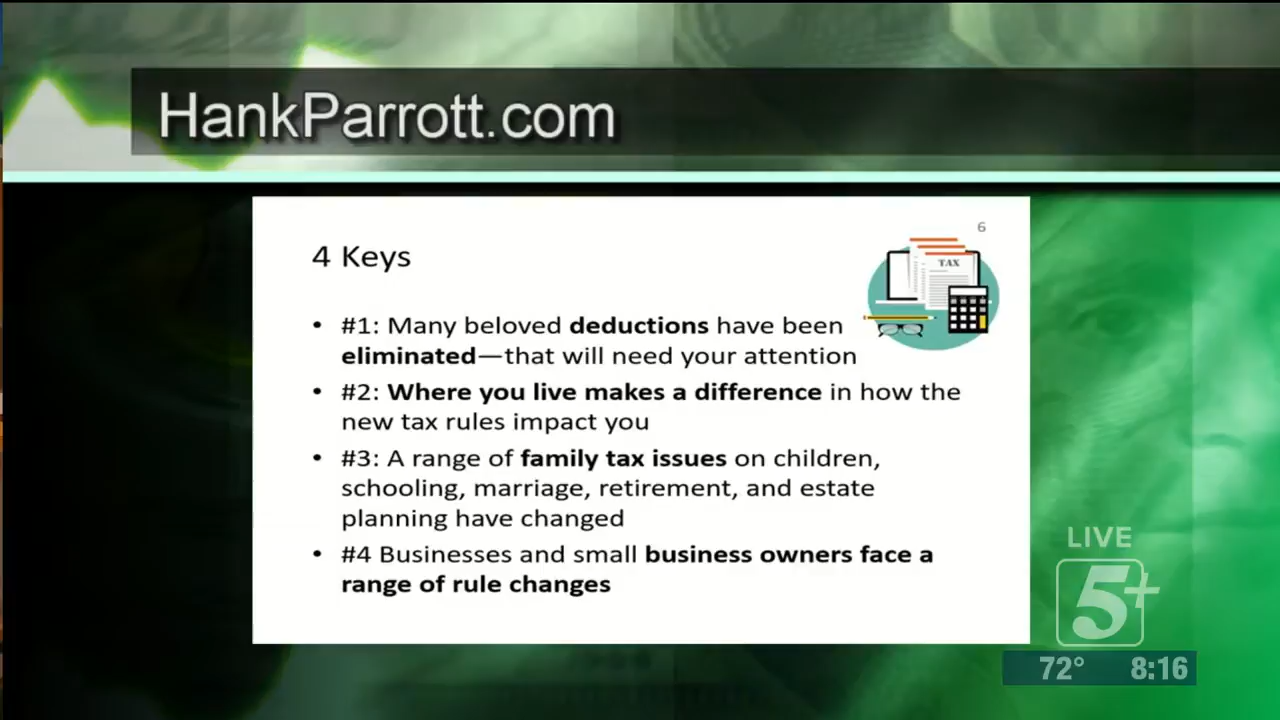 HankParrott.com
6
4 Keys
TAX
• #1: Many beloved deductions have been
eliminated—that will need your attention
• #2: Where you live makes a difference in how the
new tax rules impact you
• #3: A range of family tax issues on children,
schooling, marriage, retirement, and estate
planning have changed
• #4 Businesses and small business owners face a
range of rule changes
LIVE
5+
72° 8:16